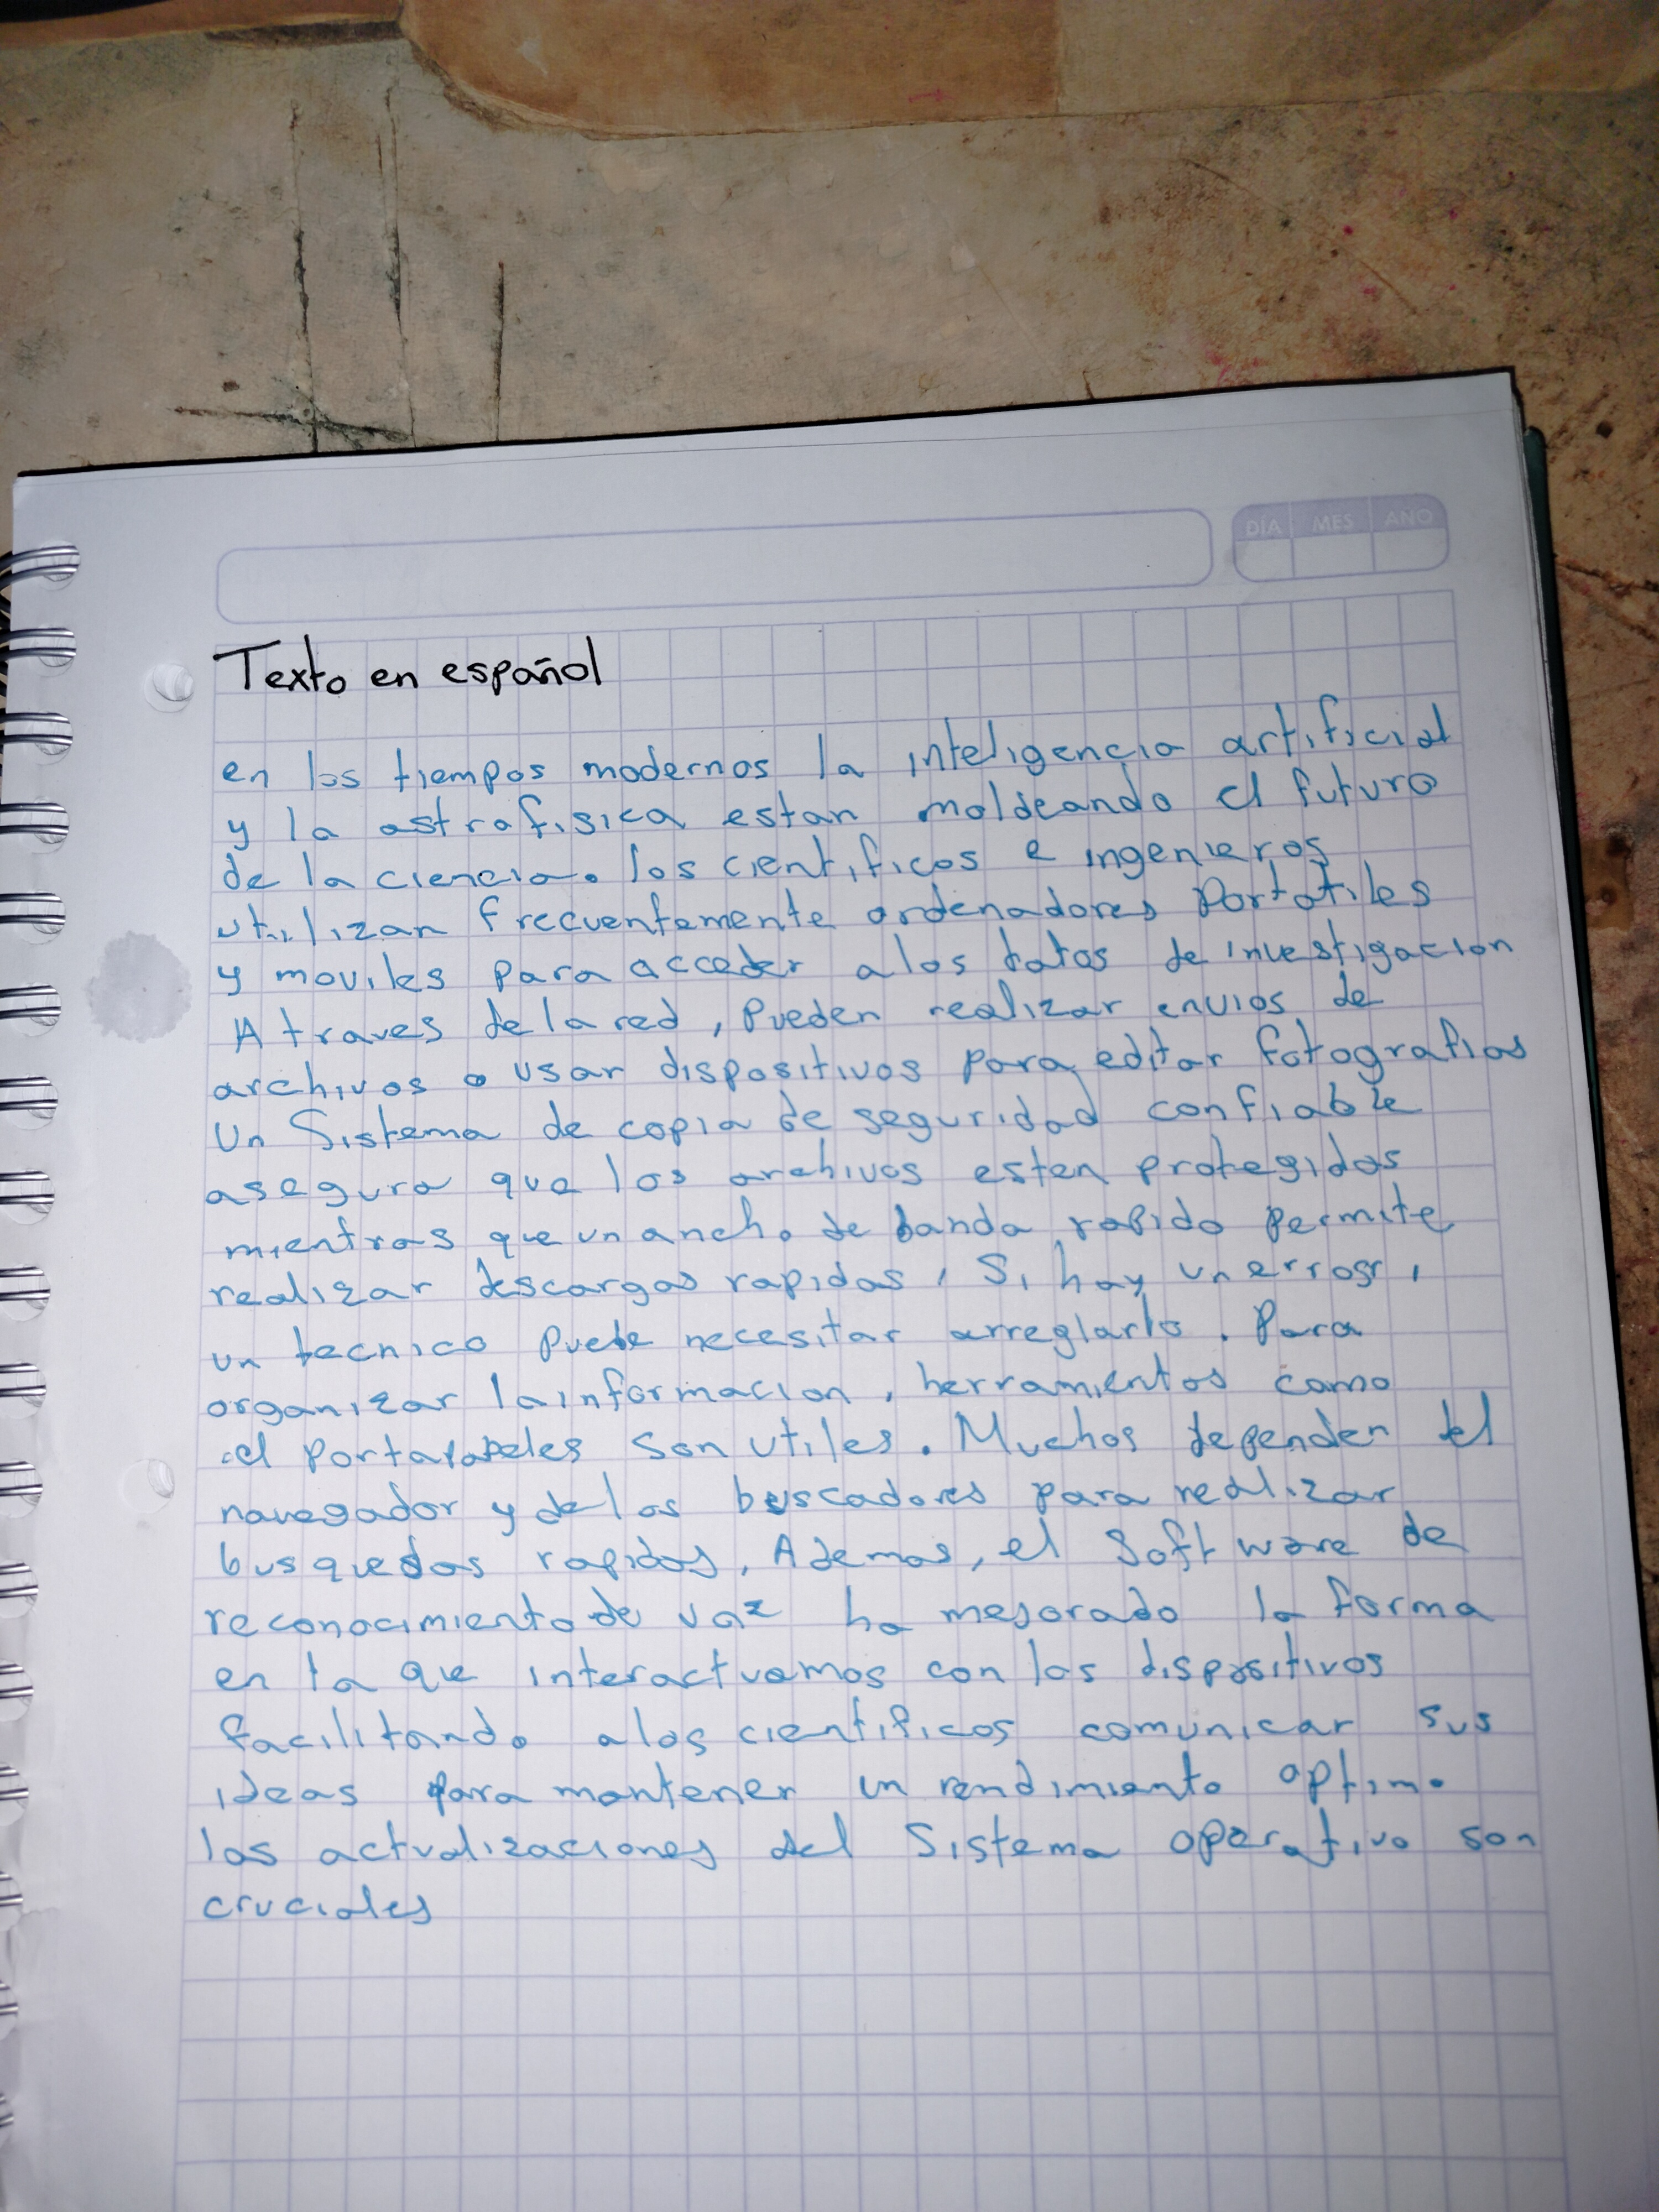 DÍA MES AÑO
Texto en español
en los tiempos modernos la inteligencia artificial
y la astrofisica estan moldeando el futuro
de la ciencia. los cientificos e ingenieros
utilizan frecuentemente ordenadores Portatiles
y moviles para acceder a los datos de investigacion
A traves de la red, Pueden realizar envios de
archivos o usar dispositivos para editar fotografias
Un Sistema de copia de seguridad confiable
asegura que los archivos esten protegidos
mientras que un ancho de banda rapido permite
realizar descargas rapidas, Si hay un error,
un tecnico Puede necesitar arreglarlo. Para
organizar la informacion, herramientas como
el portapapeles son utiles. Muchos dependen del
navegador y de los buscadores para realizar
busquedas rapidas, Ademas, el Software de
reconocimiento de voz ha mejorado la forma
en la que interactuamos con los dispositivos
facilitando a los cientificos comunicar sus
ideas para mantener un rendimiento optimo
las actualizaciones del Sistema operativo son
cruciales